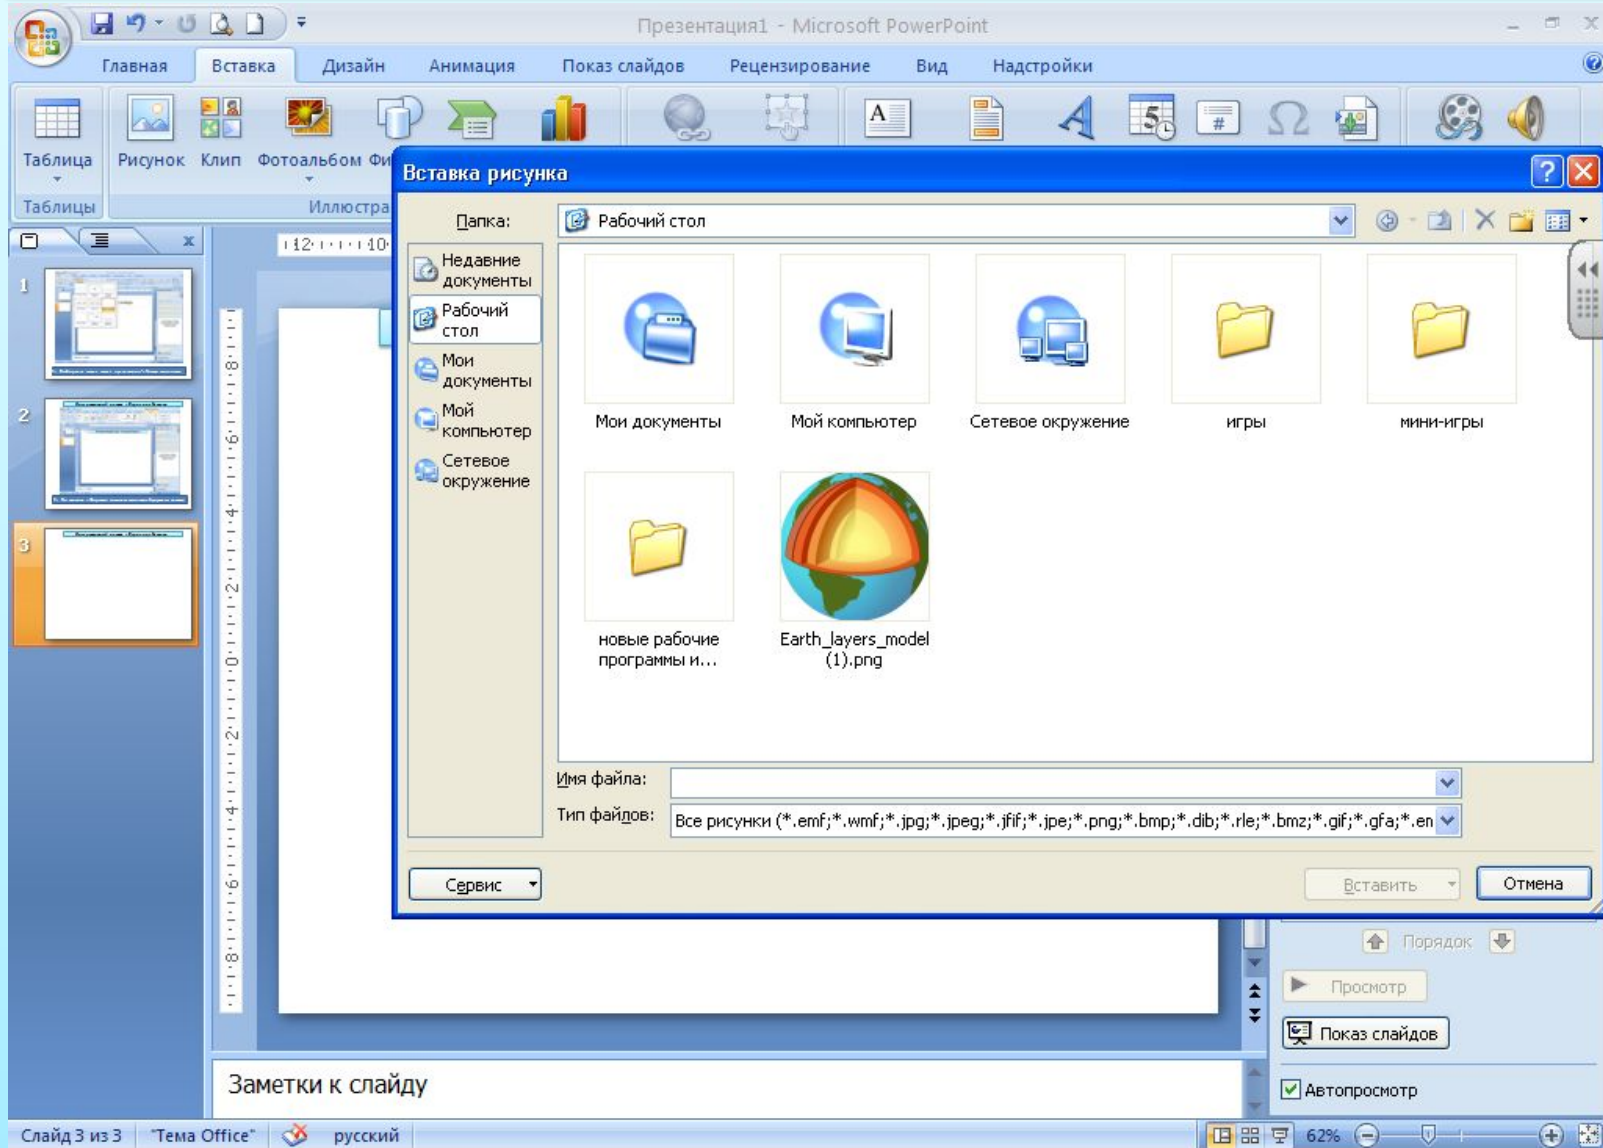 Презентация1 - Microsoft PowerPoint
Главная Вставка Дизайн Анимация Показ слайдов Рецензирование Вид Надстройки
Таблица Рисунок Клип Фотоальбом Фи
Таблицы Иллюстра
Вставка рисунка
Папка: Рабочий стол
Недавние
документы
Рабочий
стол
Мои
документы
Мой
компьютер
Сетевое
окружение
Мои документы Мой компьютер Сетевое окружение игры мини-игры
новые рабочие
программы и...
Earth_layers_model
(1).png
Имя файла:
Тип файлов: Все рисунки (*.emf;*.wmf;*.jpg;*.jpeg;*.jfif;*.jpe;*.png;*.bmp;*.dib;*.rle;*.bmz;*.gif;*.gfa;*.en
Сервис Вставить Отмена
1
2
3
Порядок
Просмотр
Показ слайдов
Автопросмотр
Заметки к слайду
Слайд 3 из 3 "Тема Office" русский 62%